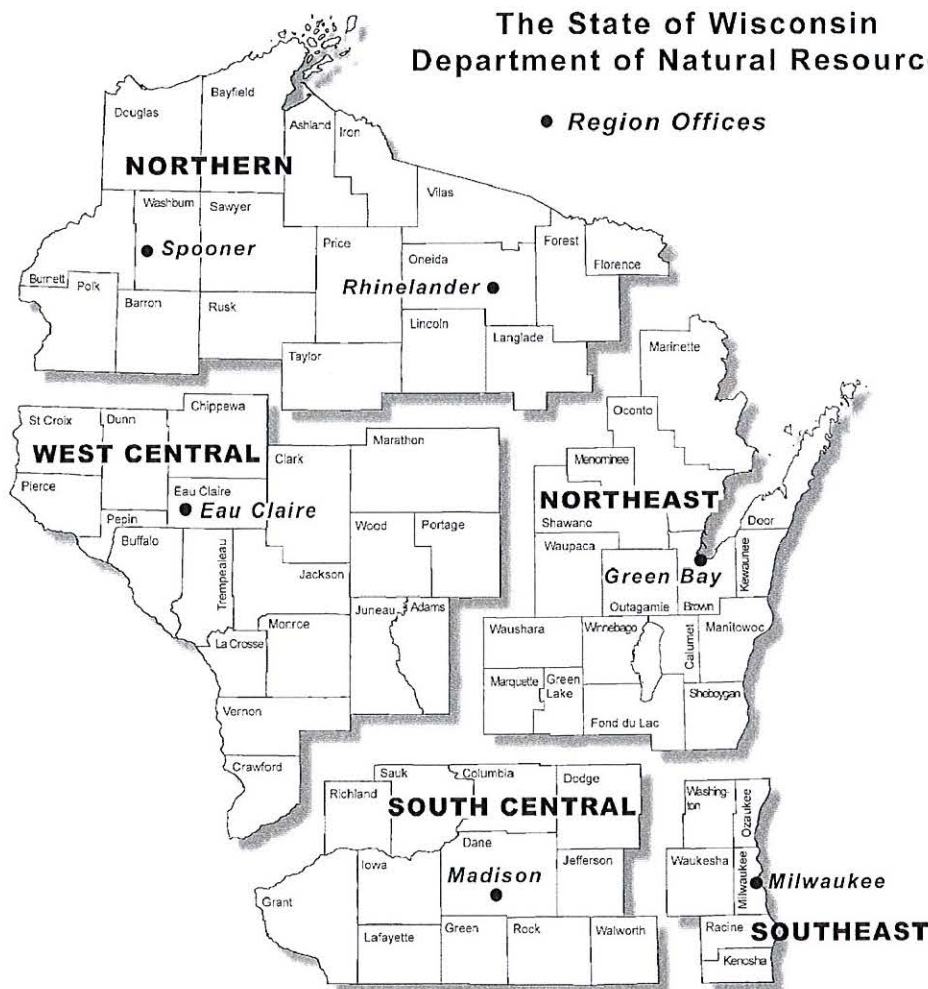 The State of Wisconsin
Department of Natural Resourc
Region Offices
Douglas
Bayfield
Ashland
Iron
NORTHERN
Vilas
Washburn
Sawyer
Spooner
Price
Oneida
Forest
Florence
Rhinelander
Burnett
Polk
Barron
Rusk
Lincoln
Langlade
Taylor
Marinette
Chippewa
St Croix
Dunn
Oconto
Marathon
WEST CENTRAL
Clark
Menominee
Pierce
Eau Claire
Eau Claire
NORTHEAST
Pepin
Wood
Portage
Shawano
Door
Buffalo
Waupaca
Trempealeau
Jackson
Green Bay
Kewaunee
Juneau
Adams
Outagamie
Brown
Monroe
La Crosse
Waushara
Winnebago
Calumet
Manitowoc
Marquette
Green
Lake
Sheboygan
Vernon
Fond du Lac
Crawford
Sauk
Columbia
Dodge
Richland
SOUTH CENTRAL
Washing-
ton
Ozaukee
Dane
Iowa
Jefferson
Waukesha
Milwaukee
Madison
Milwaukee
Grant
Lafayette
Green
Rock
Walworth
Racine
SOUTHEAST
Kenosha